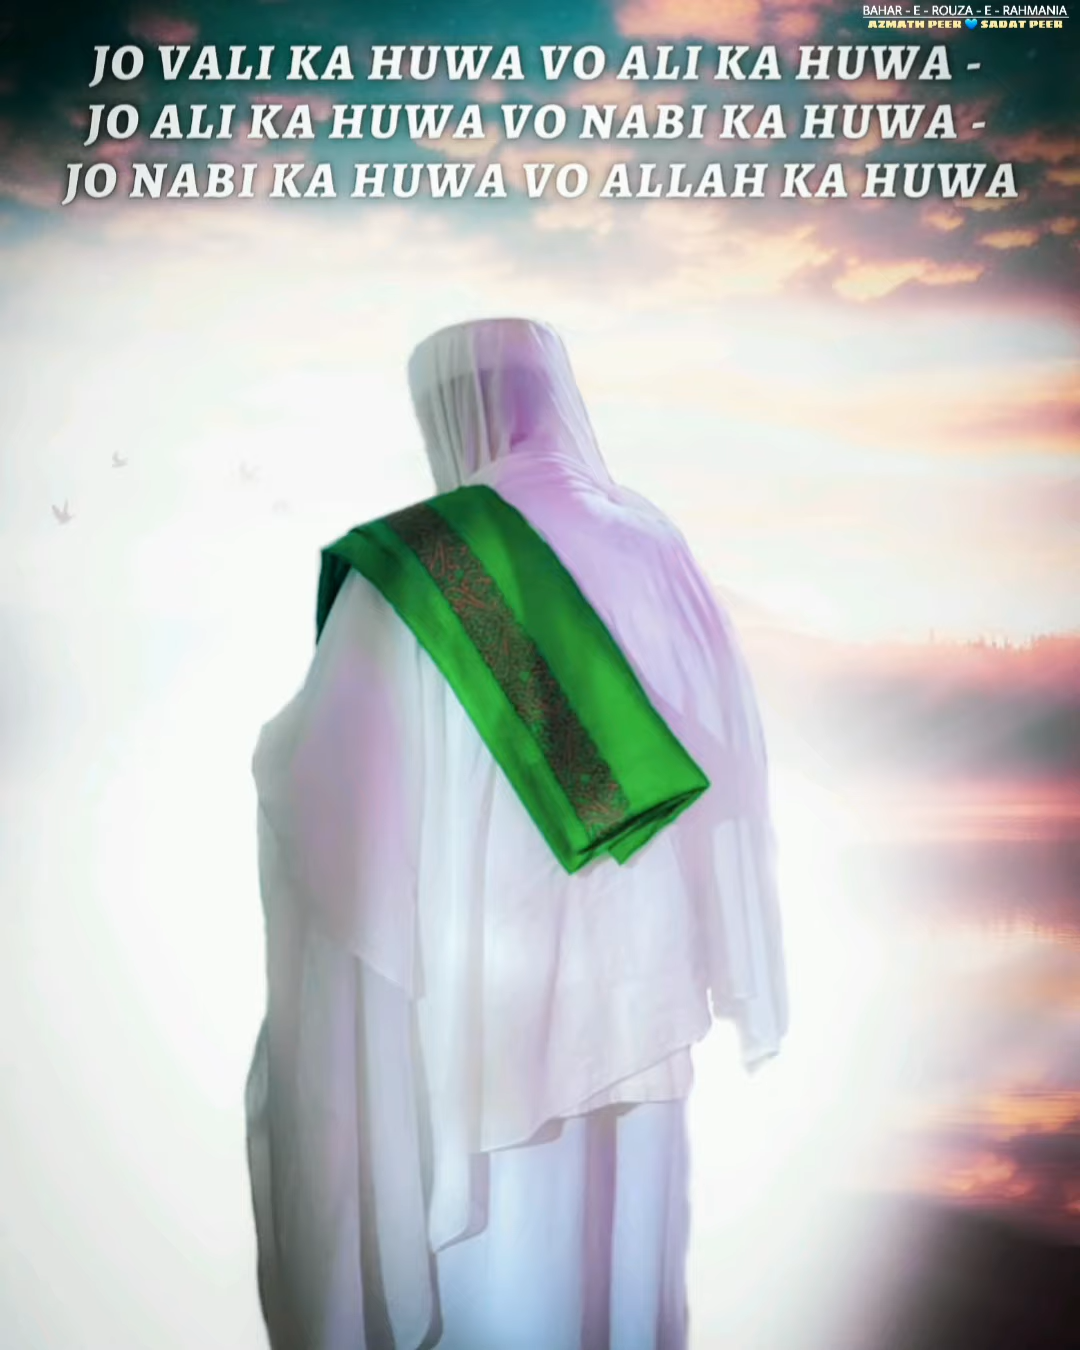 BAHAR - E - ROUZA - E - RAHMANIA
AZMATH PEER 💙 SADAT PEER
JO VALI KA HUWA VO ALI KA HUWA -
JO ALI KA HUWA VO NABI KA HUWA -
JO NABI KA HUWA VO ALLAH KA HUWA